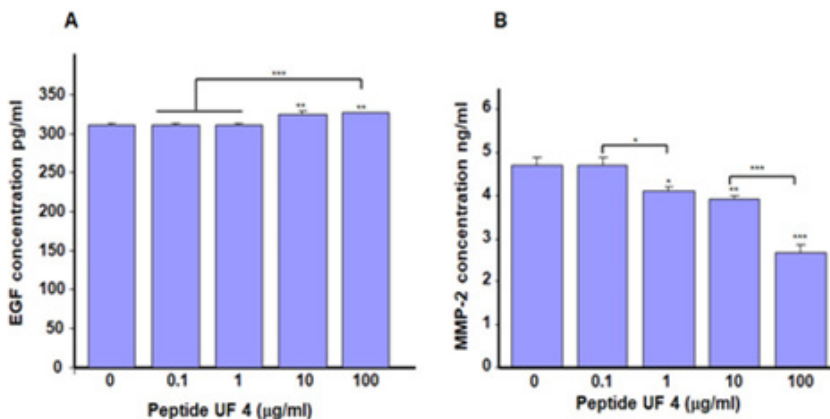 A
EGF concentration pg/ml
350
300
250
200
150
100
50
0
***
** **
0 0.1 1 10 100
Peptide UF 4 (μg/ml)
B
MMP-2 concentration ng/ml
6
5
4
3
2
1
0
* ***
* ** ***
0 0.1 1 10 100
Peptide UF 4 (μg/ml)